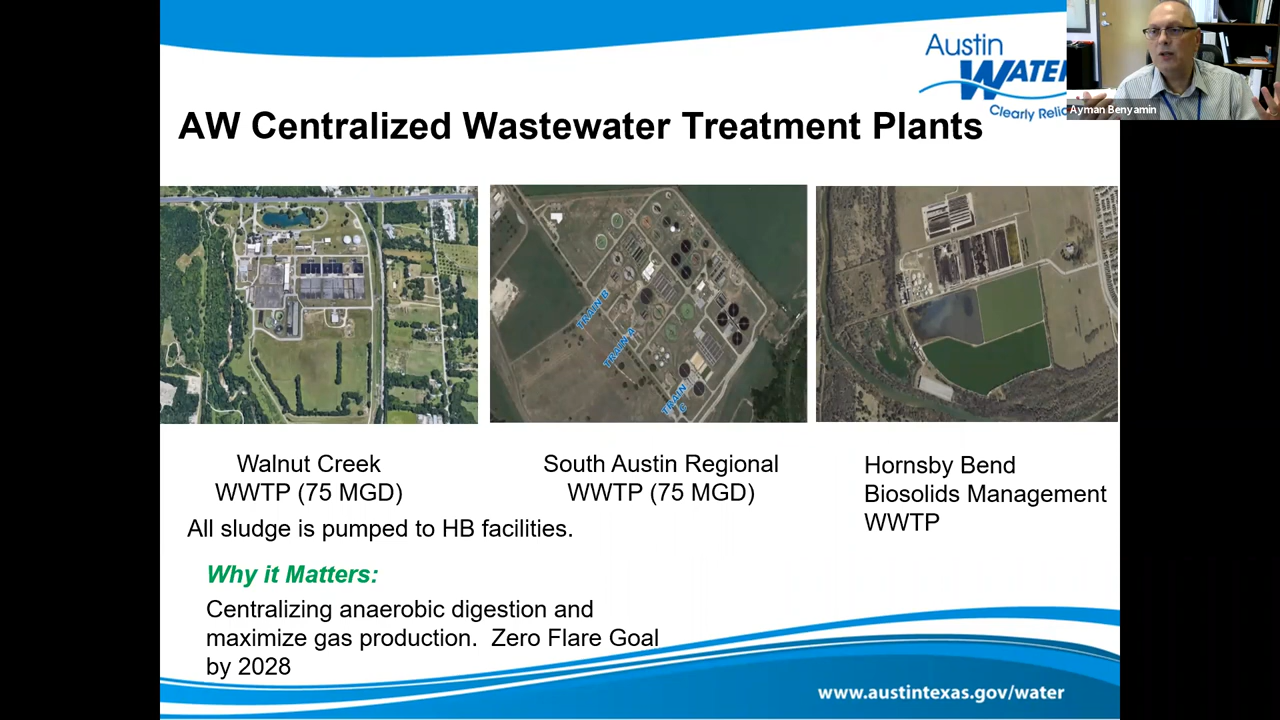 Austin
WATER
Clearly Relia
Ayman Benyamin
AW Centralized Wastewater Treatment Plants
TRAIN B
TRAIN A
TRAIN C
Walnut Creek
WWTP (75 MGD)
South Austin Regional
WWTP (75 MGD)
Hornsby Bend
Biosolids Management
WWTP
All sludge is pumped to HB facilities.
Why it Matters:
Centralizing anaerobic digestion and
maximize gas production. Zero Flare Goal
by 2028
www.austintexas.gov/water